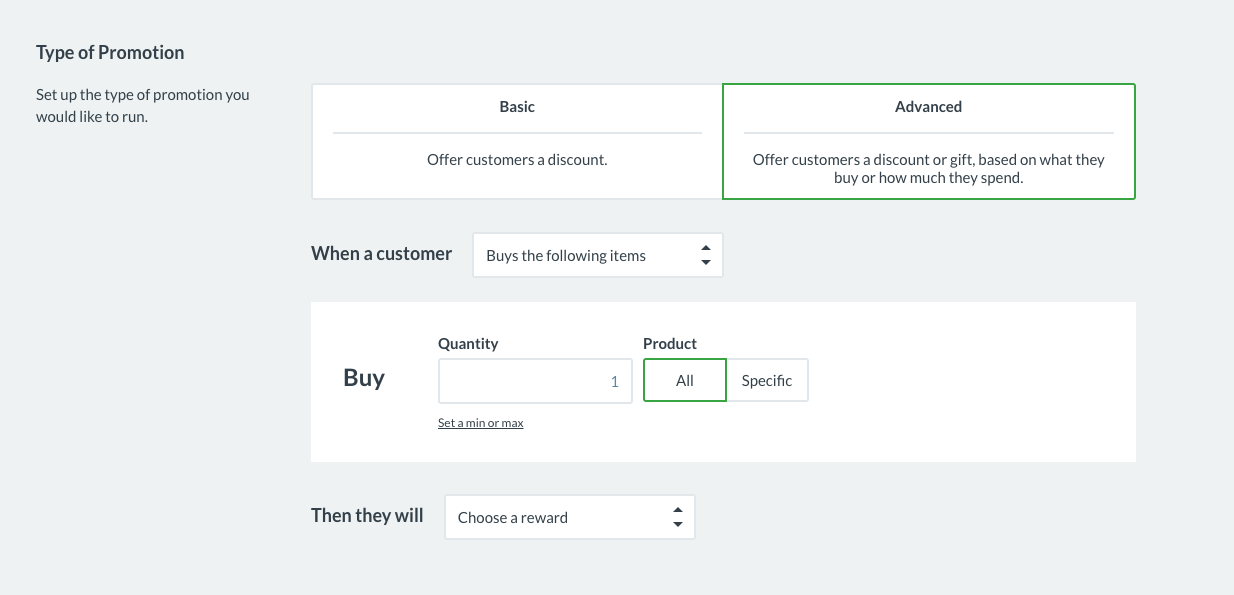 Type of Promotion
Set up the type of promotion you
would like to run.
Basic
Offer customers a discount.
Advanced
Offer customers a discount or gift, based on what they
buy or how much they spend.
When a customer
Buys the following items
Buy
Quantity
1
Set a min or max
Product
All
Specific
Then they will
Choose a reward